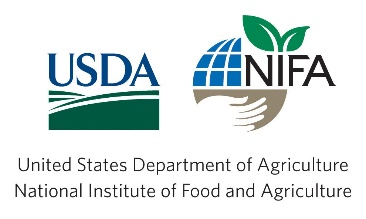 USDA
NIFA
United States Department of Agriculture
National Institute of Food and Agriculture